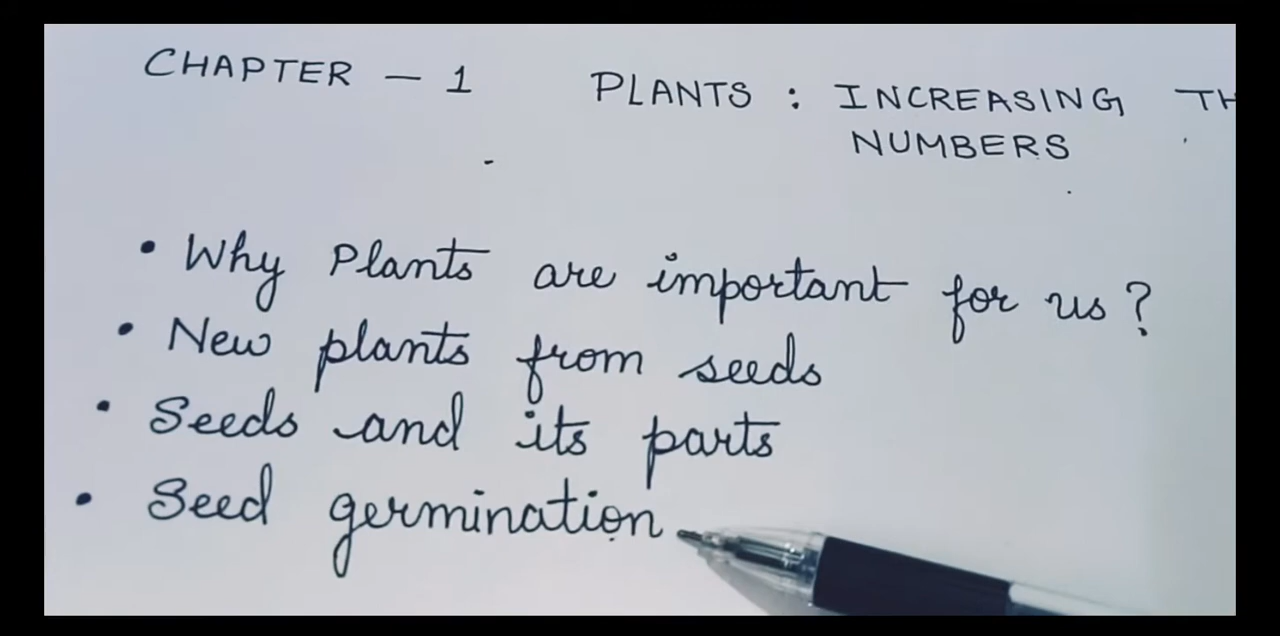 CHAPTER - 1 PLANTS : INCREASING TH
NUMBERS
• Why Plants are important for us ?
• New plants from seeds
• Seeds and its parts
• Seed germination